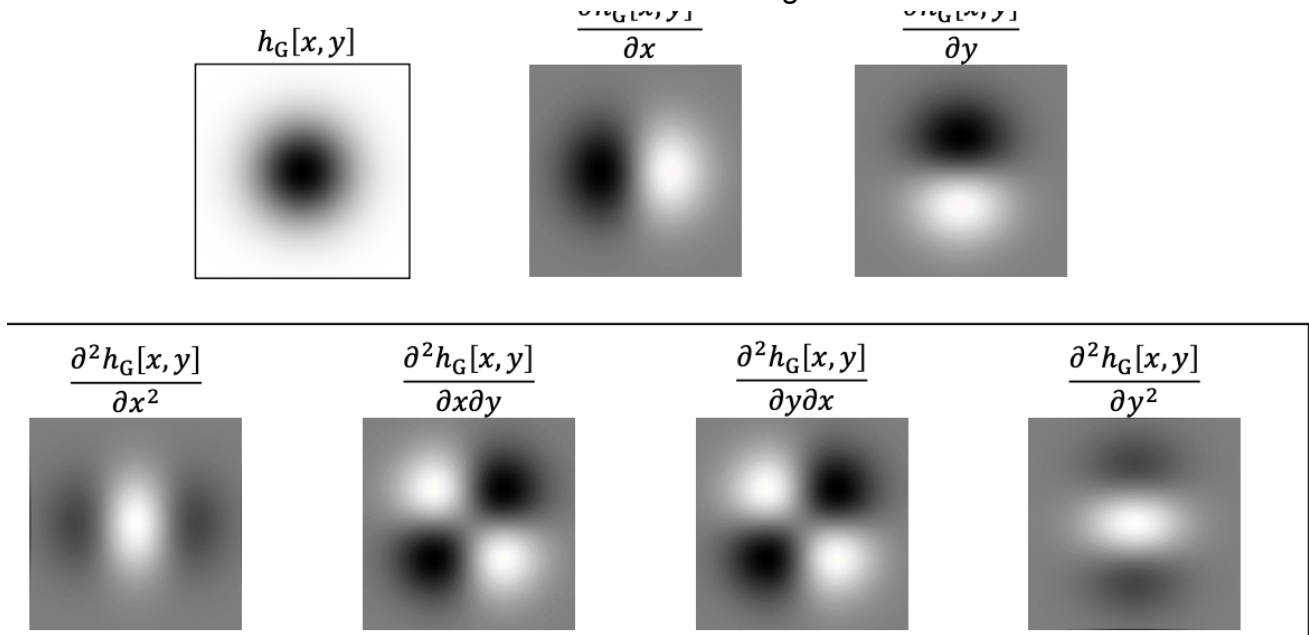 g
h_G[x, y]
∂h_G[x, y]
∂x
∂h_G[x, y]
∂y
∂²h_G[x, y]
∂x²
∂²h_G[x, y]
∂x∂y
∂²h_G[x, y]
∂y∂x
∂²h_G[x, y]
∂y²